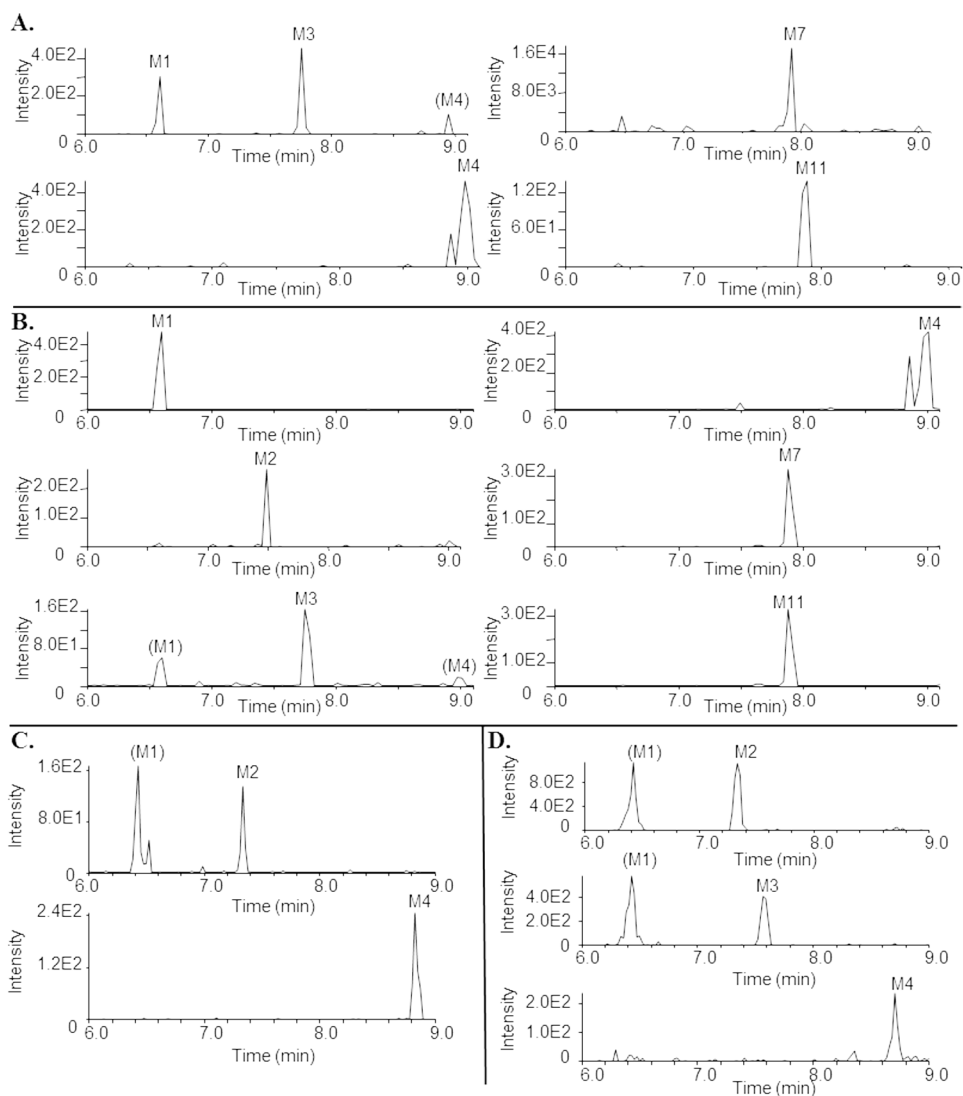 A.
M1
M3
(M4)
Intensity
4.0E2
2.0E2
0
6.0 7.0 8.0 9.0
Time (min)
M7
Intensity
1.6E4
8.0E3
0
6.0 7.0 8.0 9.0
Time (min)
M4
Intensity
4.0E2
2.0E2
0
6.0 7.0 8.0 9.0
Time (min)
M11
Intensity
1.2E2
6.0E1
0
6.0 7.0 8.0 9.0
Time (min)
B.
M1
Intensity
4.0E2
2.0E2
0
6.0 7.0 8.0 9.0
Time (min)
M4
Intensity
4.0E2
2.0E2
0
6.0 7.0 8.0 9.0
Time (min)
M2
Intensity
2.0E2
1.0E2
0
6.0 7.0 8.0 9.0
Time (min)
M7
Intensity
3.0E2
1.0E2
0
6.0 7.0 8.0 9.0
Time (min)
M3
(M1)
(M4)
Intensity
1.6E2
8.0E1
0
6.0 7.0 8.0 9.0
Time (min)
M11
Intensity
3.0E2
1.0E2
0
6.0 7.0 8.0 9.0
Time (min)
C.
(M1)
M2
Intensity
1.6E2
8.0E1
0
6.0 7.0 8.0 9.0
Time (min)
M4
Intensity
2.4E2
1.2E2
0
6.0 7.0 8.0 9.0
Time (min)
D.
(M1)
M2
Intensity
8.0E2
4.0E2
0
6.0 7.0 8.0 9.0
Time (min)
(M1)
M3
Intensity
4.0E2
2.0E2
0
6.0 7.0 8.0 9.0
Time (min)
M4
Intensity
2.0E2
1.0E2
0
6.0 7.0 8.0 9.0
Time (min)